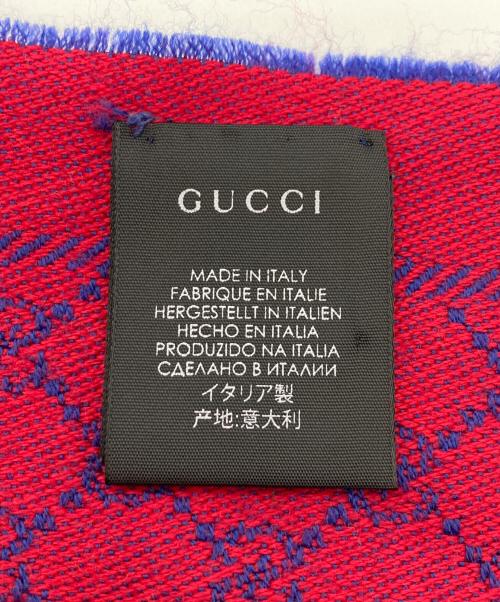 GUCCI
MADE IN ITALY
FABRIQUE EN ITALIE
HERGESTELLT IN ITALIEN
HECHO EN ITALIA
PRODUZIDO NA ITALIA
СДЕЛАНО В ИТАЛИИ
イタリア製
产地:意大利